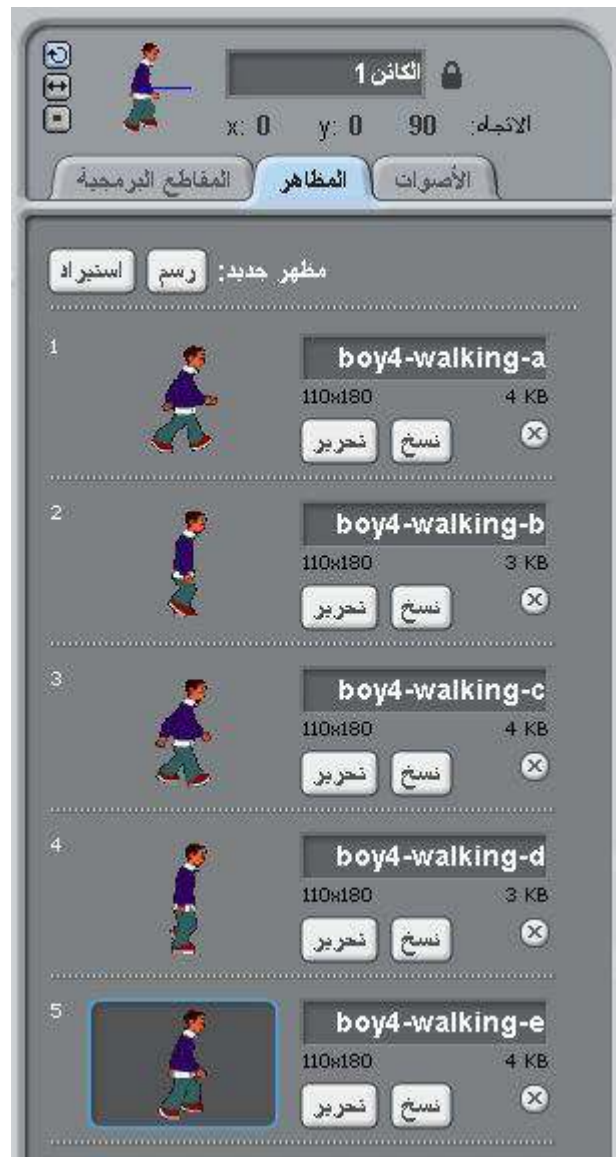 الكائن1
الاتجاه: 90 y: 0 x: 0
المقاطع البرمجية المظاهر الأصوات
مظهر جديد: رسم استيراد
1
boy4-walking-a
110x180 4 KB
تحرير نسخ
2
boy4-walking-b
110x180 3 KB
تحرير نسخ
3
boy4-walking-c
110x180 4 KB
تحرير نسخ
4
boy4-walking-d
110x180 3 KB
تحرير نسخ
5
boy4-walking-e
110x180 4 KB
تحرير نسخ